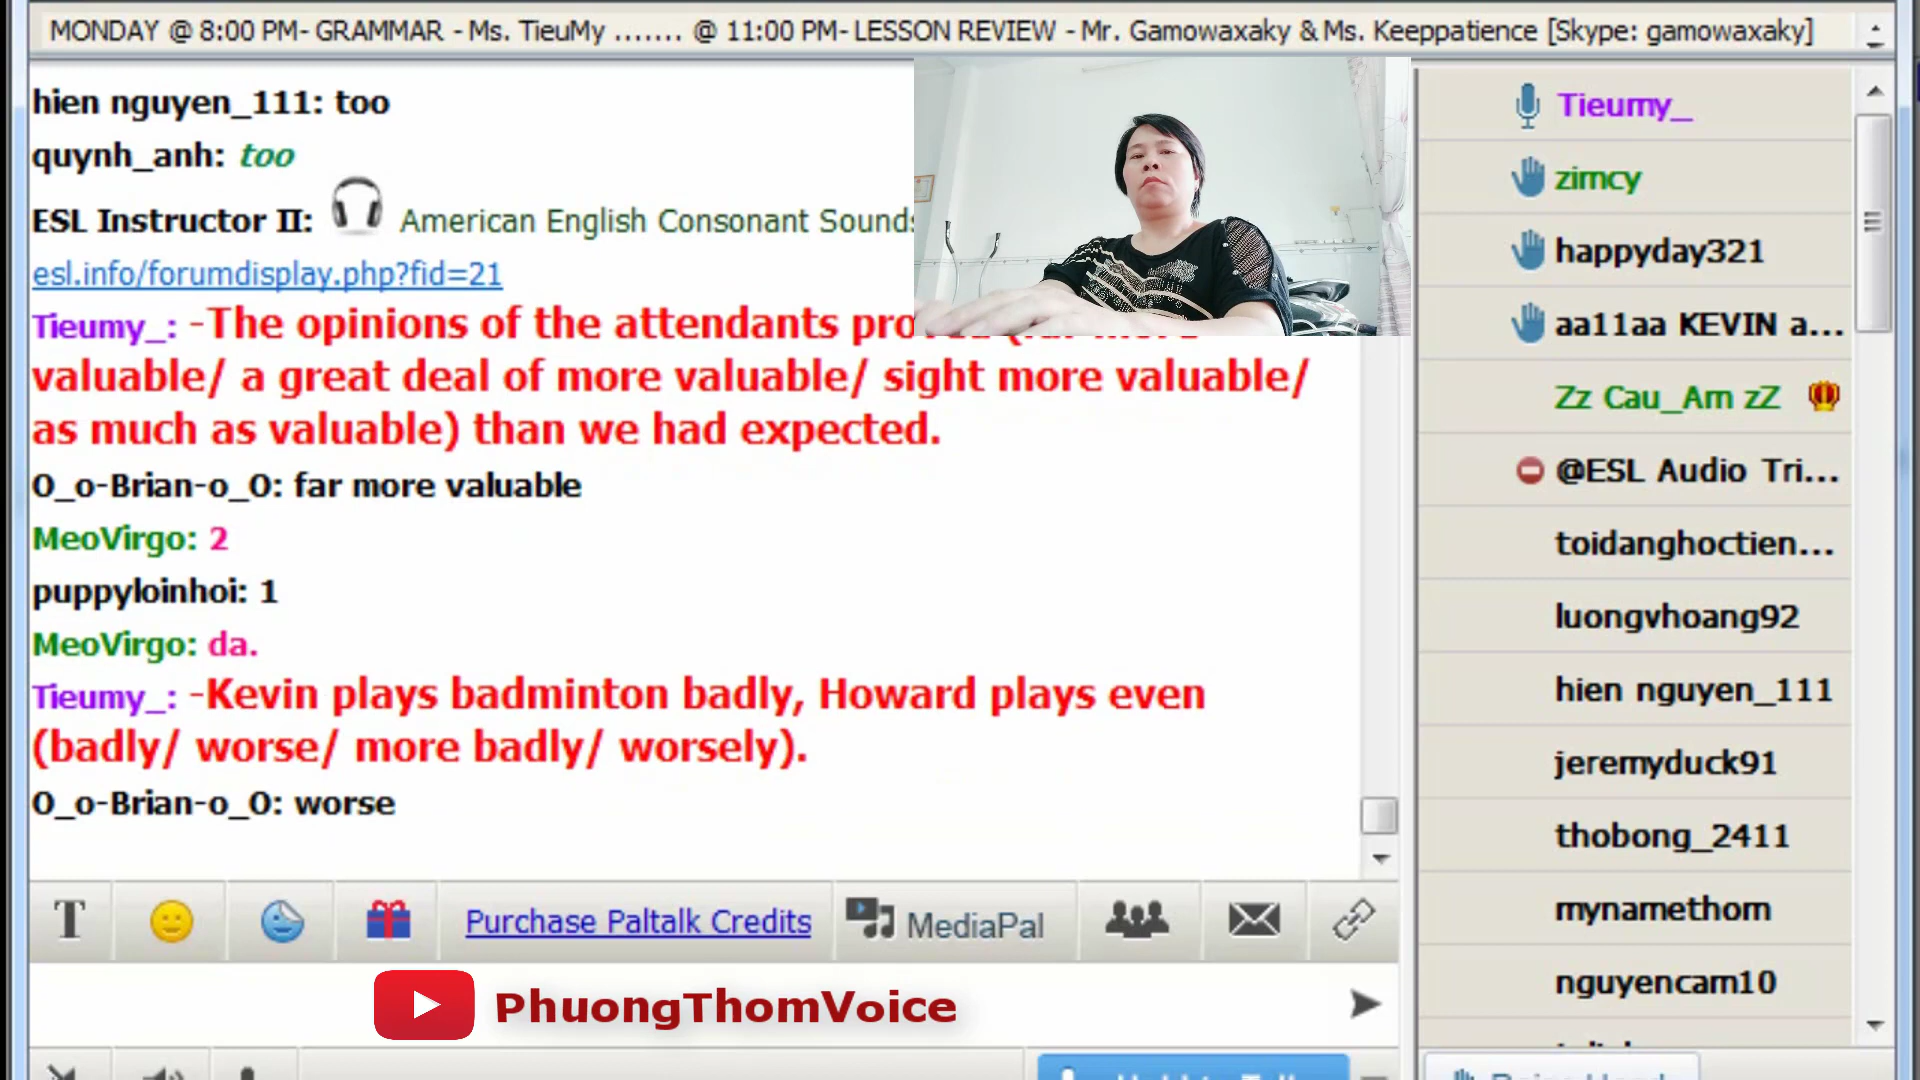 MONDAY @ 8:00 PM- GRAMMAR - Ms. TieuMy ....... @ 11:00 PM- LESSON REVIEW - Mr. Gamowaxaky & Ms. Keeppatience [Skype: gamowaxaky]
hien nguyen_111: too
quynh_anh: too
ESL Instructor II: American English Consonant Sounds
esl.info/forumdisplay.php?fid=21
Tieumy_: -The opinions of the attendants
valuable/ a great deal of more valuable/ sight more valuable/
as much as valuable) than we had expected.
O_o-Brian-o_O: far more valuable
MeoVirgo: 2
puppyloinhoi: 1
MeoVirgo: da.
Tieumy_: -Kevin plays badminton badly, Howard plays even
(badly/ worse/ more badly/ worsely).
O_o-Brian-o_O: worse
T
Purchase Paltalk Credits
MediaPal
PhuongThomVoice
Tieumy_
zimcy
happyday321
aa11aa KEVIN a...
Zz Cau_Am zZ
@ESL Audio Tri...
toidanghoctien...
luongvhoang92
hien nguyen_111
jeremyduck91
thobong_2411
mynamethom
nguyencam10